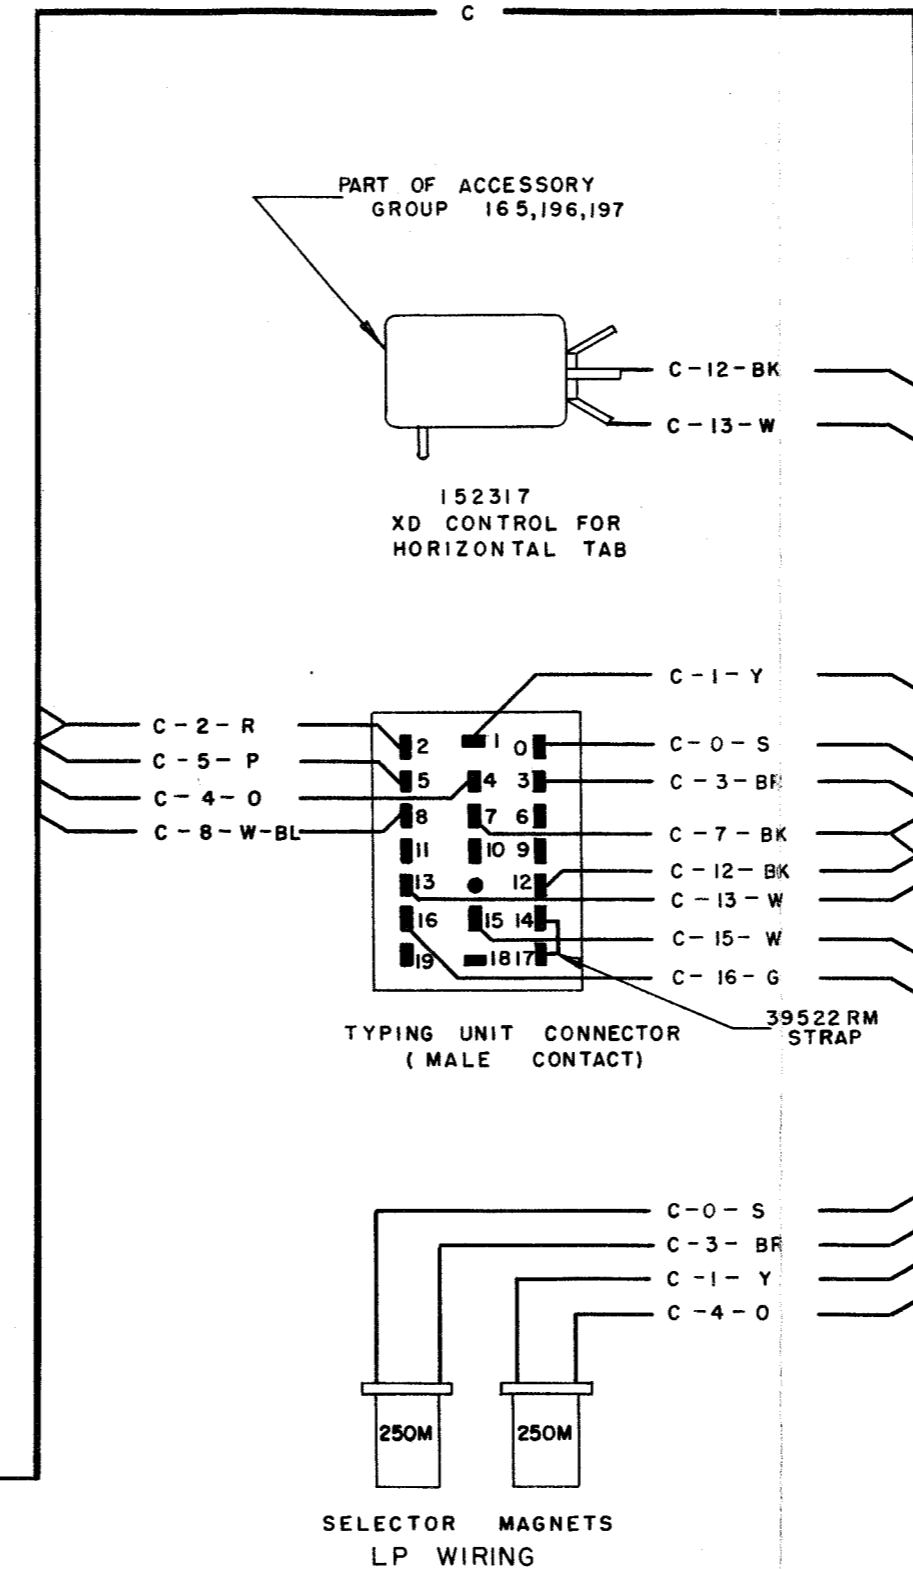 C
PART OF ACCESSORY
GROUP 165,196,197
C-12-BK
C-13-W
152317
XD CONTROL FOR
HORIZONTAL TAB
C-1-Y
C-2-R
2 1 0
C-0-S
C-5-P
5 4 3
C-3-BR
C-4-O
8 7 6
C-8-W-BL
C-7-BK
11 10 9
C-12-BK
13 12
C-13-W
16 15 14
C-15-W
19 18 17
C-16-G
39522 RM
STRAP
TYPING UNIT CONNECTOR
(MALE CONTACT)
C-0-S
C-3-BR
C-1-Y
C-4-O
250M 250M
SELECTOR MAGNETS
LP WIRING